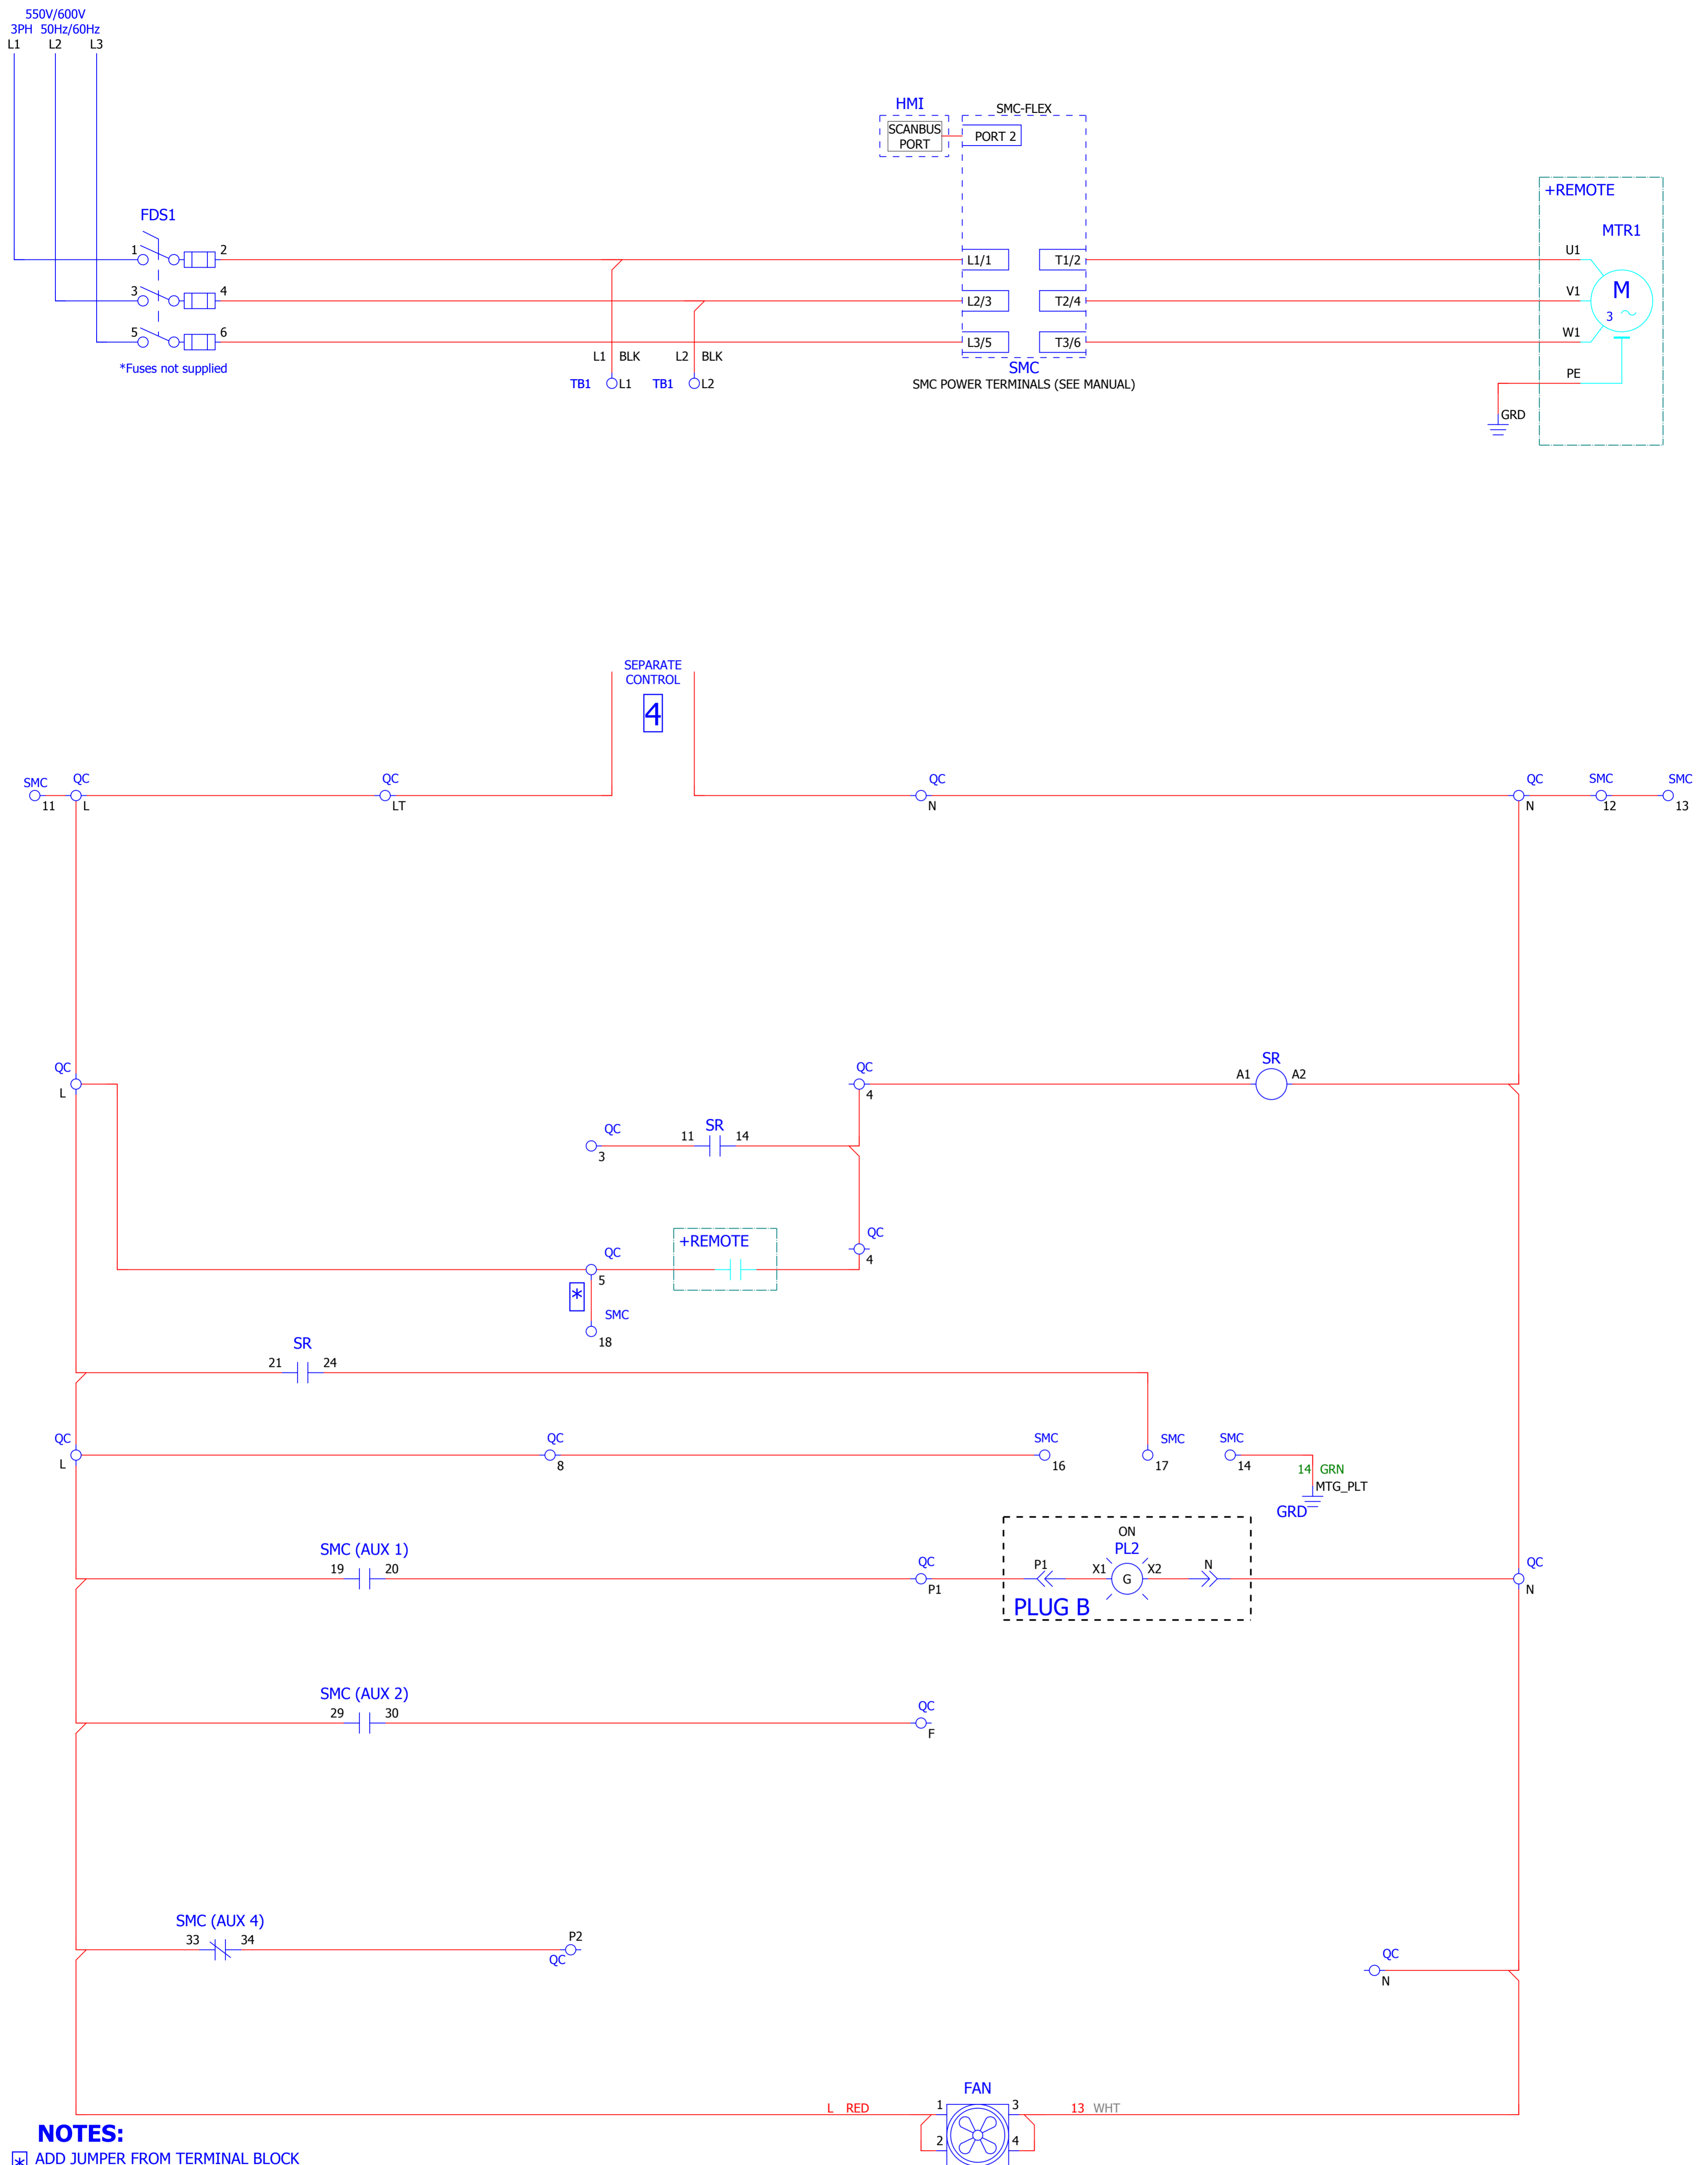 550V/600V
3PH 50Hz/60Hz
L1 L2 L3
HMI
SMC-FLEX
SCANBUS
PORT
PORT 2
+REMOTE
MTR1
FDS1
1 2
L1/1 T1/2
U1
3 4
L2/3 T2/4
V1
M
3
5 6
L3/5 T3/6
W1
*Fuses not supplied
L1 BLK L2 BLK
SMC
TB1 L1 TB1 L2
SMC POWER TERMINALS (SEE MANUAL)
PE
GRD
SEPARATE
CONTROL
4
SMC QC QC QC QC SMC SMC
11 L LT N N 12 13
QC QC SR
L 4 A1 A2
QC SR
3 11 14
QC +REMOTE QC
5 4
*
SMC
18
SR
21 24
QC QC SMC SMC SMC
L 8 16 17 14
14 GRN
MTG_PLT
GRD
ON
SMC (AUX 1) PL2
19 20 QC P1 X1 G X2 N QC
P1 N
PLUG B
SMC (AUX 2)
29 30 QC
F
SMC (AUX 4)
33 34 P2
QC
QC
N
FAN
L RED 1 3 13 WHT
2 4
NOTES:
* ADD JUMPER FROM TERMINAL BLOCK